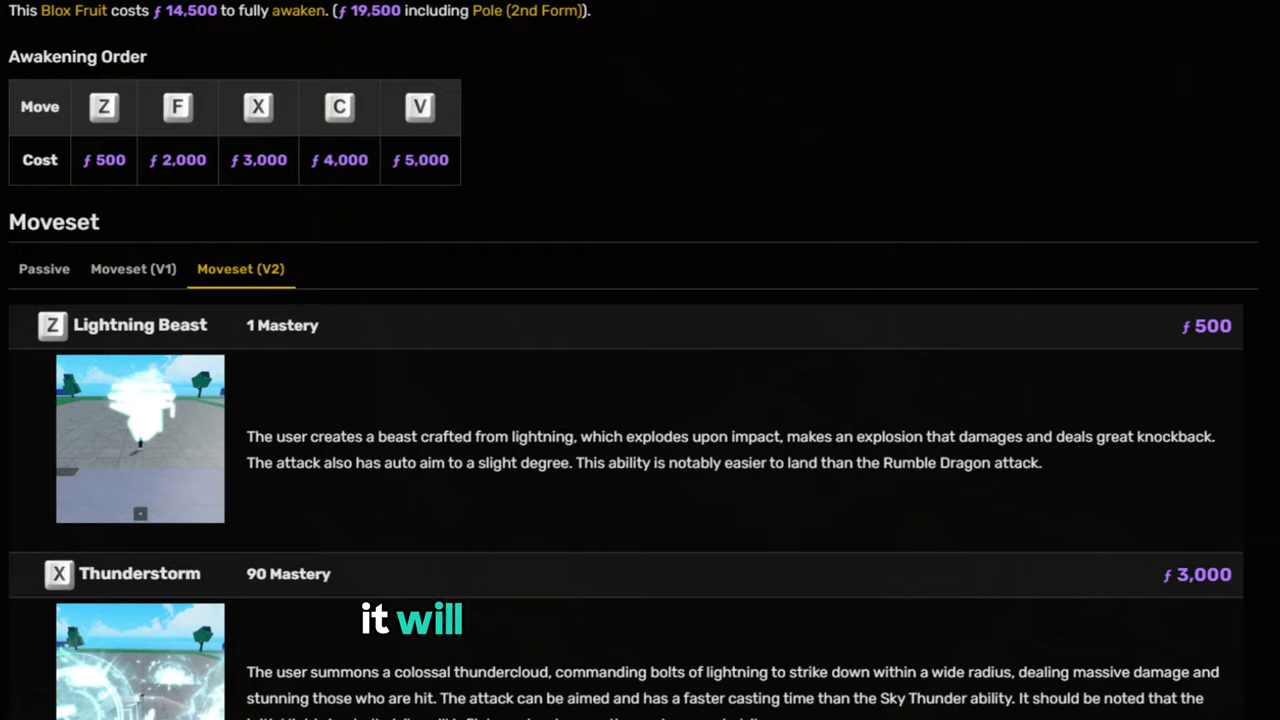 This Blox Fruit costs ƒ 14,500 to fully awaken. (ƒ 19,500 including Pole (2nd Form)).
Awakening Order
Move Z F X C V
Cost ƒ 500 ƒ 2,000 ƒ 3,000 ƒ 4,000 ƒ 5,000
Moveset
Passive Moveset (V1) Moveset (V2)
Z Lightning Beast 1 Mastery ƒ 500
The user creates a beast crafted from lightning, which explodes upon impact, makes an explosion that damages and deals great knockback.
The attack also has auto aim to a slight degree. This ability is notably easier to land than the Rumble Dragon attack.
X Thunderstorm 90 Mastery ƒ 3,000
it will
The user summons a colossal thundercloud, commanding bolts of lightning to strike down within a wide radius, dealing massive damage and
stunning those who are hit. The attack can be aimed and has a faster casting time than the Sky Thunder ability. It should be noted that the